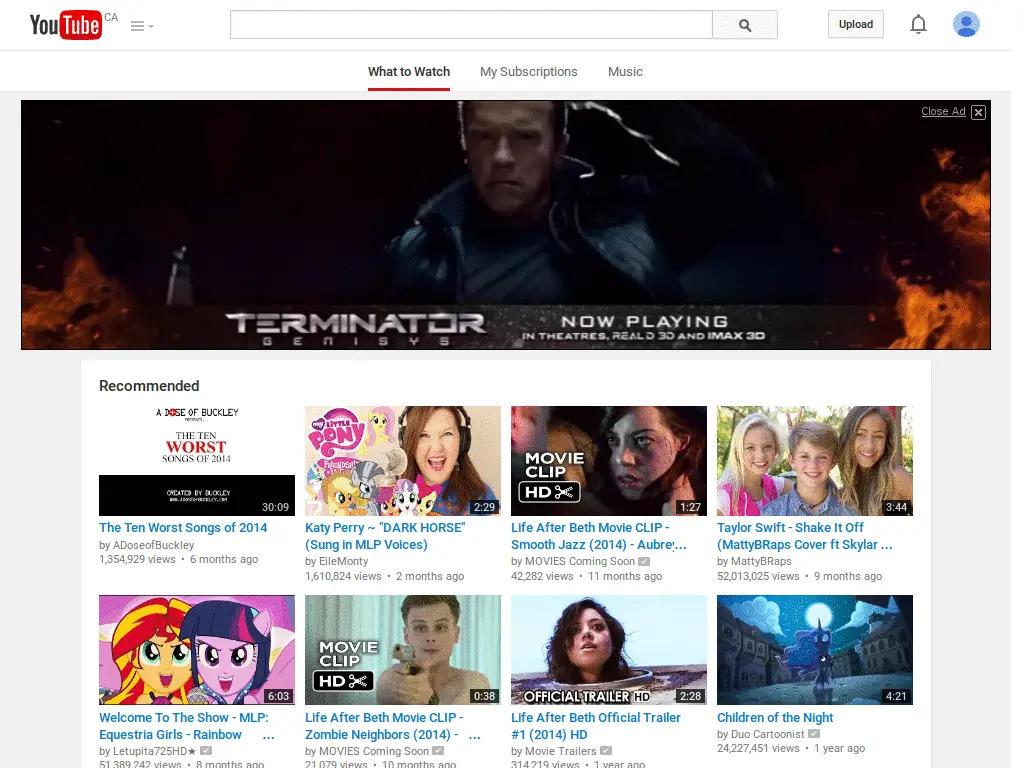 YouTube CA
Upload
What to Watch My Subscriptions Music
Close Ad
TERMINATOR
GENISYS
NOW PLAYING
IN THEATRES, REAL D 3D AND IMAX 3D
Recommended
A DOSE OF BUCKLEY
PRESENTS...
THE TEN
WORST
SONGS OF 2014
CREATED BY BUCKLEY
WWW.ADOSEOFBUCKLEY.COM
30:09
The Ten Worst Songs of 2014
by ADoseofBuckley
1,354,929 views • 6 months ago
MY LITTLE
PONY
2:29
Katy Perry ~ "DARK HORSE"
(Sung in MLP Voices)
by EileMonty
1,610,824 views • 2 months ago
MOVIE
CLIP
HD
1:27
Life After Beth Movie CLIP -
Smooth Jazz (2014) - Aubrey...
by MOVIES Coming Soon
42,282 views • 11 months ago
3:44
Taylor Swift - Shake It Off
(MattyBRaps Cover ft Skylar ...
by MattyBRaps
52,013,025 views • 9 months ago
6:03
Welcome To The Show - MLP:
Equestria Girls - Rainbow ...
by Letupita725HD★
51,389,242 views • 8 months ago
MOVIE
CLIP
HD
0:38
Life After Beth Movie CLIP -
Zombie Neighbors (2014) - ...
by MOVIES Coming Soon
21,079 views • 10 months ago
OFFICIAL TRAILER HD
2:28
Life After Beth Official Trailer
#1 (2014) HD
by Movie Trailers
314,219 views • 1 year ago
4:21
Children of the Night
by Duo Cartoonist
24,227,451 views • 1 year ago